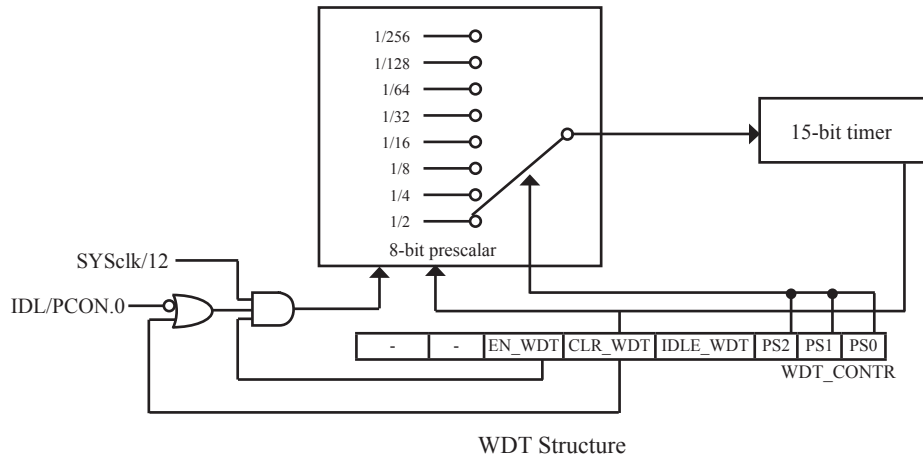 1/256
1/128
1/64
1/32
1/16
1/8
1/4
1/2
8-bit prescalar
15-bit timer
SYSclk/12
IDL/PCON.0
- - EN_WDT CLR_WDT IDLE_WDT PS2 PS1 PS0
WDT_CONTR
WDT Structure